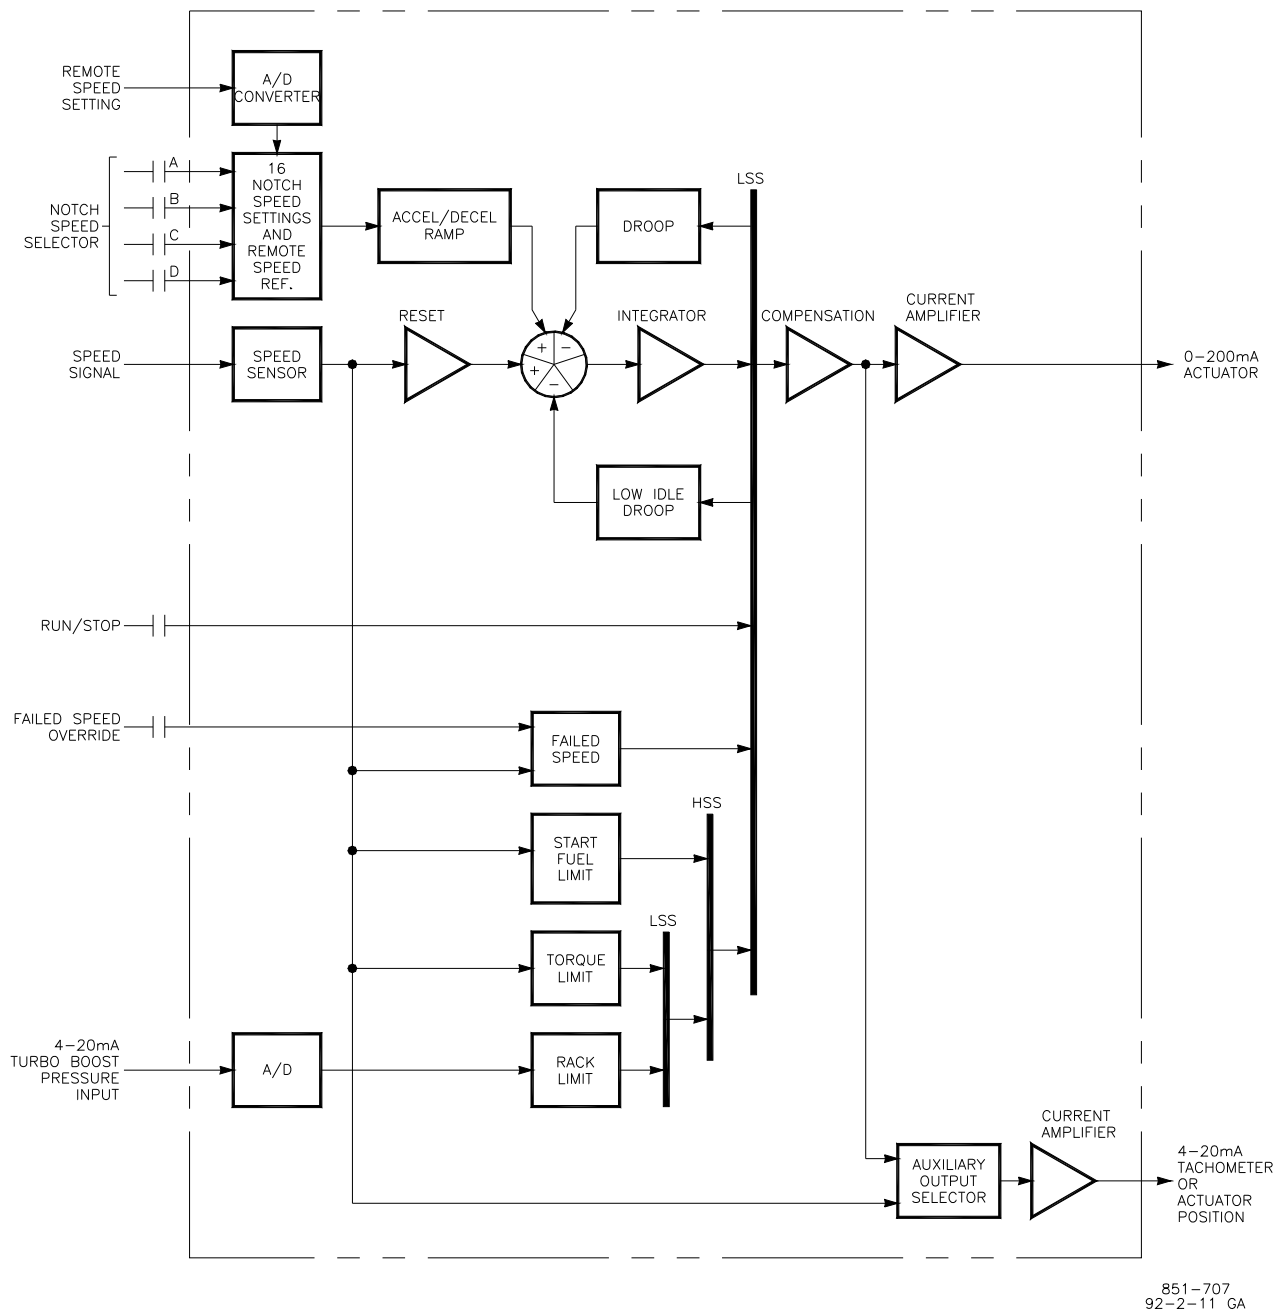 REMOTE
SPEED
SETTING
A/D
CONVERTER
NOTCH
SPEED
SELECTOR
A
B
C
D
16
NOTCH
SPEED
SETTINGS
AND
REMOTE
SPEED
REF.
ACCEL/DECEL
RAMP
DROOP
LSS
SPEED
SIGNAL
SPEED
SENSOR
RESET
+
−
+
−
INTEGRATOR
COMPENSATION
CURRENT
AMPLIFIER
0−200mA
ACTUATOR
LOW IDLE
DROOP
RUN/STOP
FAILED SPEED
OVERRIDE
FAILED
SPEED
HSS
START
FUEL
LIMIT
LSS
TORQUE
LIMIT
4−20mA
TURBO BOOST
PRESSURE
INPUT
A/D
RACK
LIMIT
AUXILIARY
OUTPUT
SELECTOR
CURRENT
AMPLIFIER
4−20mA
TACHOMETER
OR
ACTUATOR
POSITION
851−707
92−2−11 GA